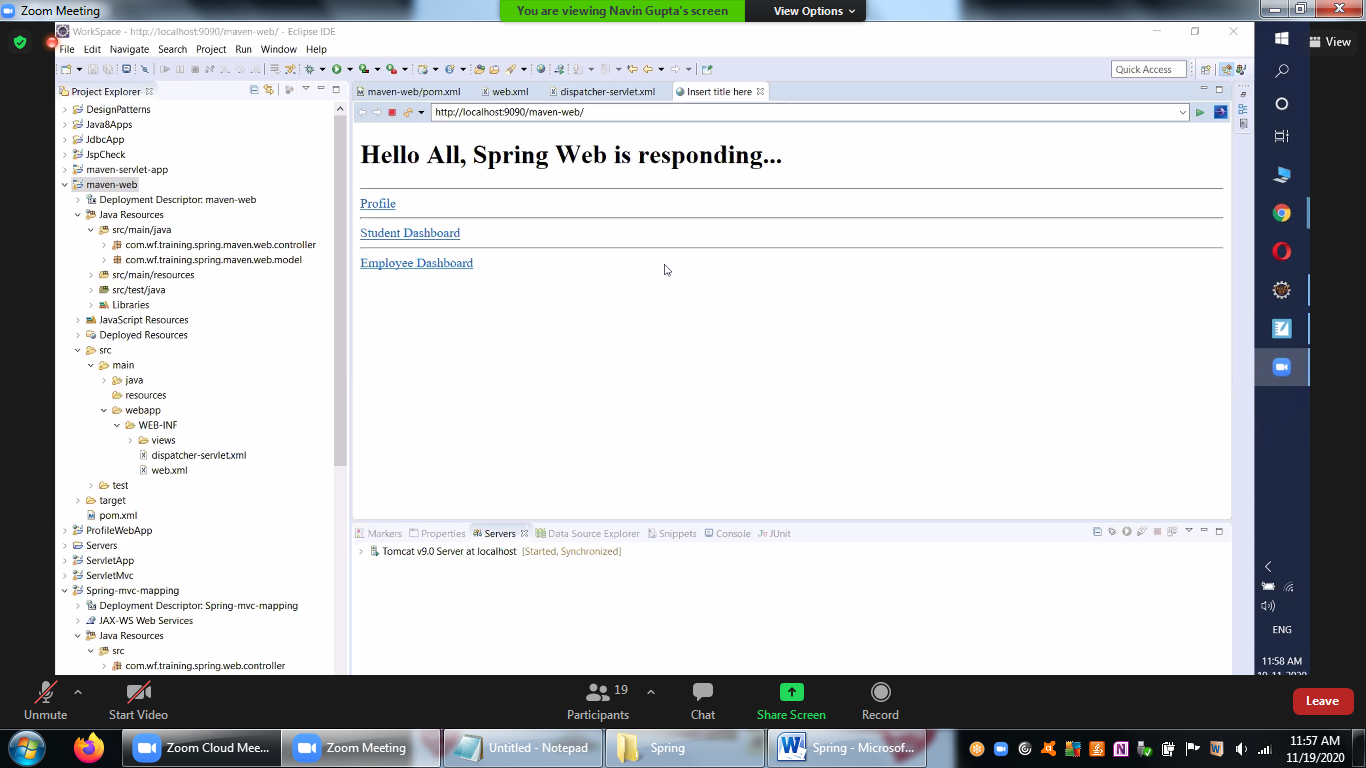 Zoom Meeting
You are viewing Navin Gupta's screen
View Options
View
WorkSpace - http://localhost:9090/maven-web/ - Eclipse IDE
File Edit Navigate Search Project Run Window Help
Quick Access
Project Explorer
maven-web/pom.xml
web.xml
dispatcher-servlet.xml
Insert title here
http://localhost:9090/maven-web/
DesignPatterns
Java8Apps
JdbcApp
JspCheck
maven-servlet-app
maven-web
Deployment Descriptor: maven-web
Java Resources
src/main/java
com.wf.training.spring.maven.web.controller
com.wf.training.spring.maven.web.model
src/main/resources
src/test/java
Libraries
JavaScript Resources
Deployed Resources
src
main
java
resources
webapp
WEB-INF
views
dispatcher-servlet.xml
web.xml
test
target
pom.xml
ProfileWebApp
Servers
ServletApp
ServletMvc
Spring-mvc-mapping
Deployment Descriptor: Spring-mvc-mapping
JAX-WS Web Services
Java Resources
src
com.wf.training.spring.web.controller
Hello All, Spring Web is responding...
Profile
Student Dashboard
Employee Dashboard
Markers Properties Servers Data Source Explorer Snippets Console JUnit
Tomcat v9.0 Server at localhost [Started, Synchronized]
ENG
11:58 AM
Unmute
Start Video
Participants
19
Chat
Share Screen
Record
Leave
Zoom Cloud Mee...
Zoom Meeting
Untitled - Notepad
Spring
Spring - Microsof...
11:57 AM
11/19/2020